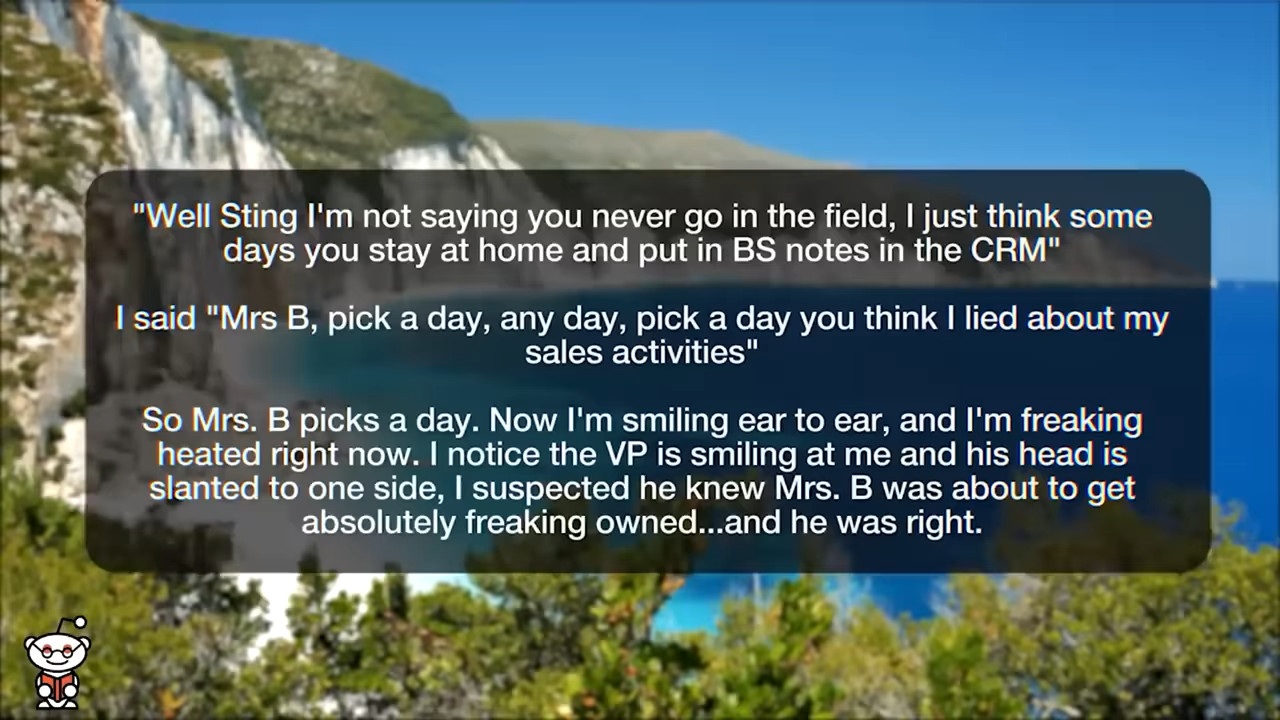 "Well Sting I'm not saying you never go in the field, I just think some
days you stay at home and put in BS notes in the CRM"
I said "Mrs B, pick a day, any day, pick a day you think I lied about my
sales activities"
So Mrs. B picks a day. Now I'm smiling ear to ear, and I'm freaking
heated right now. I notice the VP is smiling at me and his head is
slanted to one side, I suspected he knew Mrs. B was about to get
absolutely freaking owned...and he was right.